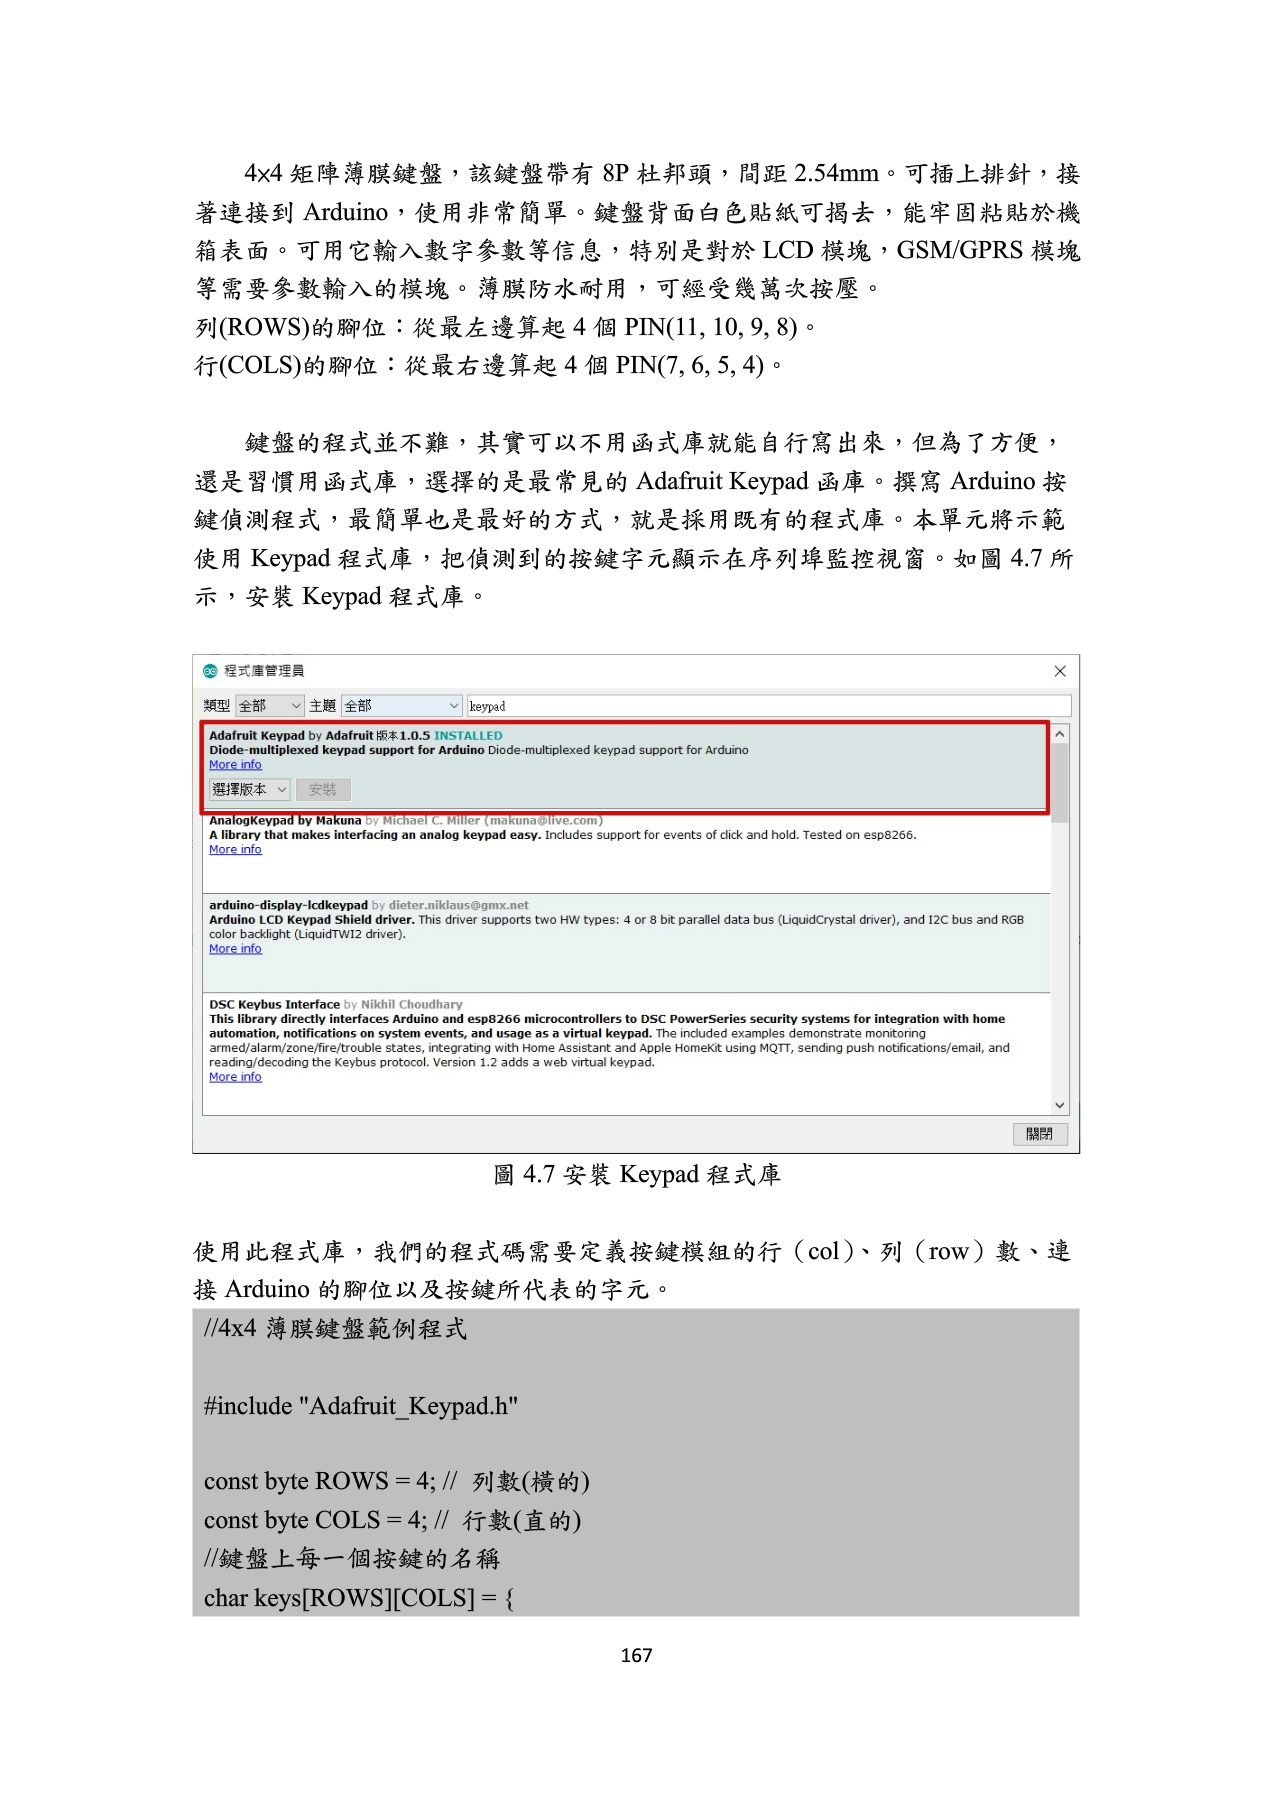 4x4 矩陣薄膜鍵盤，該鍵盤帶有 8P 杜邦頭，間距 2.54mm。可插上排針，接
著連接到 Arduino，使用非常簡單。鍵盤背面白色貼紙可揭去，能牢固粘貼於機
箱表面。可用它輸入數字參數等信息，特別是對於 LCD 模塊，GSM/GPRS 模塊
等需要參數輸入的模塊。薄膜防水耐用，可經受幾萬次按壓。
列(ROWS)的腳位：從最左邊算起 4 個 PIN(11, 10, 9, 8)。
行(COLS)的腳位：從最右邊算起 4 個 PIN(7, 6, 5, 4)。
鍵盤的程式並不難，其實可以不用函式庫就能自行寫出來，但為了方便，
還是習慣用函式庫，選擇的是最常見的 Adafruit Keypad 函庫。撰寫 Arduino 按
鍵偵測程式，最簡單也是最好的方式，就是採用既有的程式庫。本單元將示範
使用 Keypad 程式庫，把偵測到的按鍵字元顯示在序列埠監控視窗。如圖 4.7 所
示，安裝 Keypad 程式庫。
程式庫管理員
類型 全部 主題 全部 keypad
Adafruit Keypad by Adafruit 版本1.0.5 INSTALLED
Diode-multiplexed keypad support for Arduino Diode-multiplexed keypad support for Arduino
More info
選擇版本 安裝
AnalogKeypad by Makuna by Michael C. Miller (makuna@live.com)
A library that makes interfacing an analog keypad easy. Includes support for events of click and hold. Tested on esp8266.
More info
arduino-display-lcdkeypad by dieter.niklaus@gmx.net
Arduino LCD Keypad Shield driver. This driver supports two HW types: 4 or 8 bit parallel data bus (LiquidCrystal driver), and I2C bus and RGB
color backlight (LiquidTWI2 driver).
More info
DSC Keybus Interface by Nikhil Choudhary
This library directly interfaces Arduino and esp8266 microcontrollers to DSC PowerSeries security systems for integration with home
automation, notifications on system events, and usage as a virtual keypad. The included examples demonstrate monitoring
armed/alarm/zone/fire/trouble states, integrating with Home Assistant and Apple HomeKit using MQTT, sending push notifications/email, and
reading/decoding the Keybus protocol. Version 1.2 adds a web virtual keypad.
More info
關閉
圖 4.7 安裝 Keypad 程式庫
使用此程式庫，我們的程式碼需要定義按鍵模組的行（col）、列（row）數、連
接 Arduino 的腳位以及按鍵所代表的字元。
//4x4 薄膜鍵盤範例程式
#include "Adafruit_Keypad.h"
const byte ROWS = 4; // 列數(橫的)
const byte COLS = 4; // 行數(直的)
//鍵盤上每一個按鍵的名稱
char keys[ROWS][COLS] = {
167